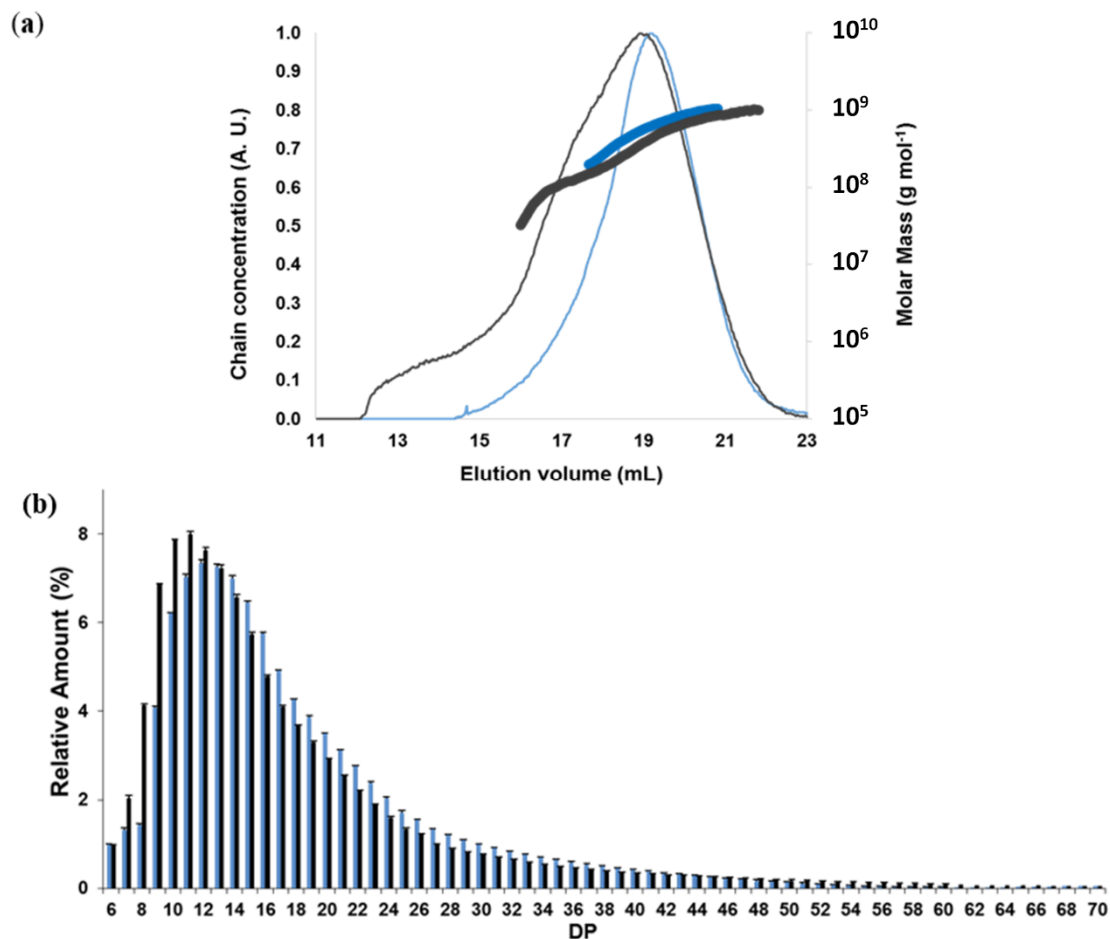 (a)
Chain concentration (A. U.)
1.0
0.9
0.8
0.7
0.6
0.5
0.4
0.3
0.2
0.1
0.0
10¹⁰
10⁹
10⁸
10⁷
10⁶
10⁵
Molar Mass (g mol⁻¹)
11 13 15 17 19 21 23
Elution volume (mL)
(b)
Relative Amount (%)
8
6
4
2
0
6 8 10 12 14 16 18 20 22 24 26 28 30 32 34 36 38 40 42 44 46 48 50 52 54 56 58 60 62 64 66 68 70
DP